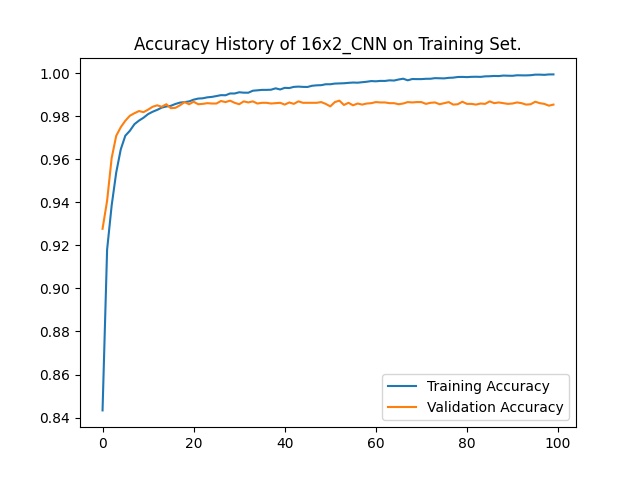 Accuracy History of 16x2_CNN on Training Set.
1.00
0.98
0.96
0.94
0.92
0.90
0.88
0.86
0.84
Training Accuracy
Validation Accuracy
0 20 40 60 80 100